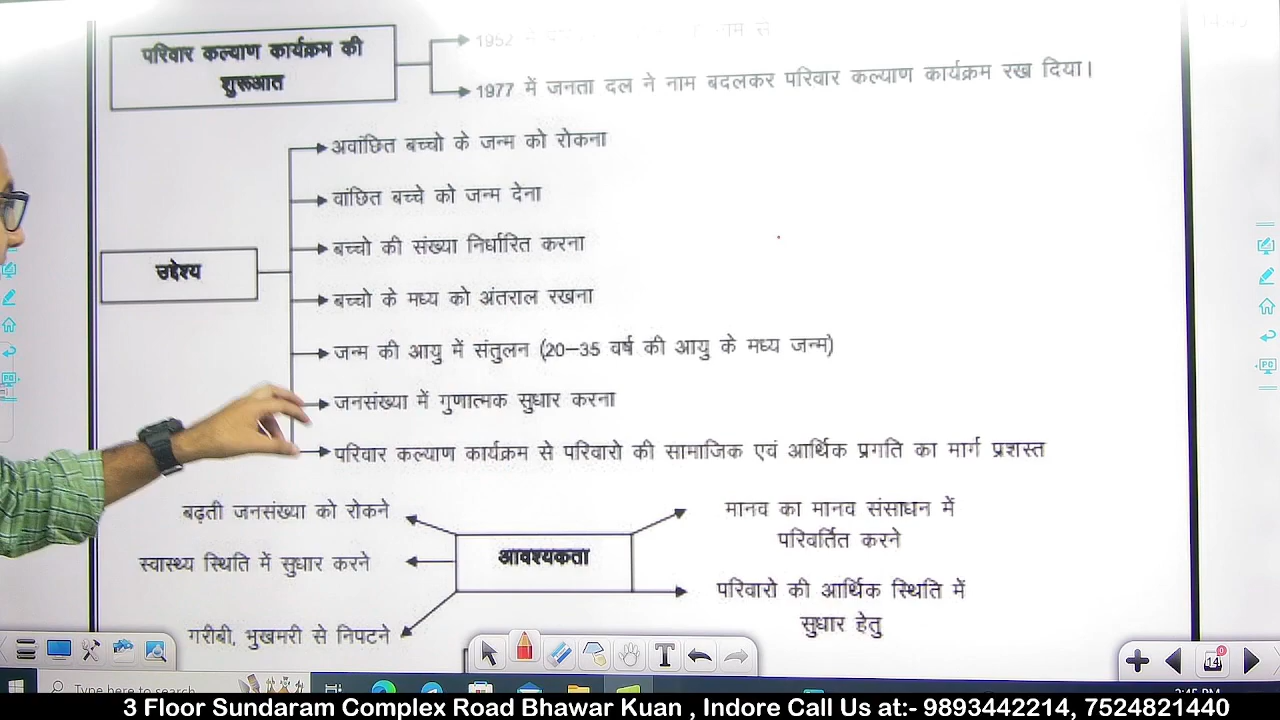 परिवार कल्याण कार्यक्रम की
शुरूआत
1952 में
1977 में जनता दल ने नाम बदलकर परिवार कल्याण कार्यक्रम रख दिया।
अवांछित बच्चो के जन्म को रोकना
वांछित बच्चे को जन्म देना
बच्चो की संख्या निर्धारित करना
उद्देश्य
बच्चो के मध्य को अंतराल रखना
जन्म की आयु में संतुलन (20–35 वर्ष की आयु के मध्य जन्म)
जनसंख्या में गुणात्मक सुधार करना
परिवार कल्याण कार्यक्रम से परिवारो की सामाजिक एवं आर्थिक प्रगति का मार्ग प्रशस्त
बढ़ती जनसंख्या को रोकने
मानव का मानव संसाधन में
परिवर्तित करने
आवश्यकता
स्वास्थ्य स्थिति में सुधार करने
परिवारो की आर्थिक स्थिति में
सुधार हेतु
गरीबी, भुखमरी से निपटने
T
14
Type here to search
2:45 PM
3 Floor Sundaram Complex Road Bhawar Kuan , Indore Call Us at:- 9893442214, 7524821440